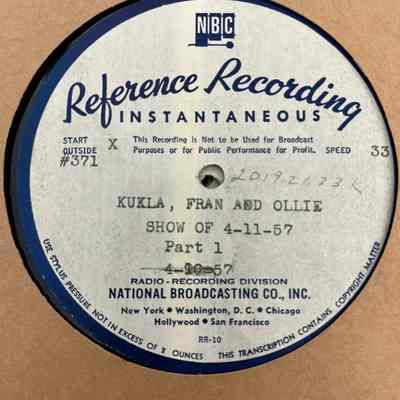 NBC
Reference Recording
INSTANTANEOUS
START OUTSIDE X This Recording is Not to be Used for Broadcast
Purposes or for Public Performance for Profit. SPEED 33
#371
KUKLA, FRAN AND OLLIE
SHOW OF 4-11-57
Part 1
4-10-57
RADIO-RECORDING DIVISION
NATIONAL BROADCASTING CO., INC.
New York • Washington, D. C. • Chicago
Hollywood • San Francisco
RR-10
USE STYLUS PRESSURE NOT IN EXCESS OF 2 OUNCES THIS TRANSCRIPTION CONTAINS COPYRIGHT MATTER